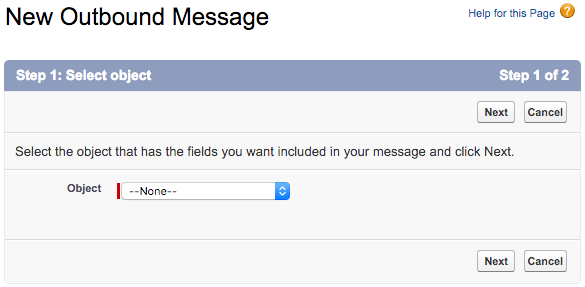 New Outbound Message
Help for this Page ?
Step 1: Select object
Step 1 of 2
Next
Cancel
Select the object that has the fields you want included in your message and click Next.
Object
--None--
Next
Cancel